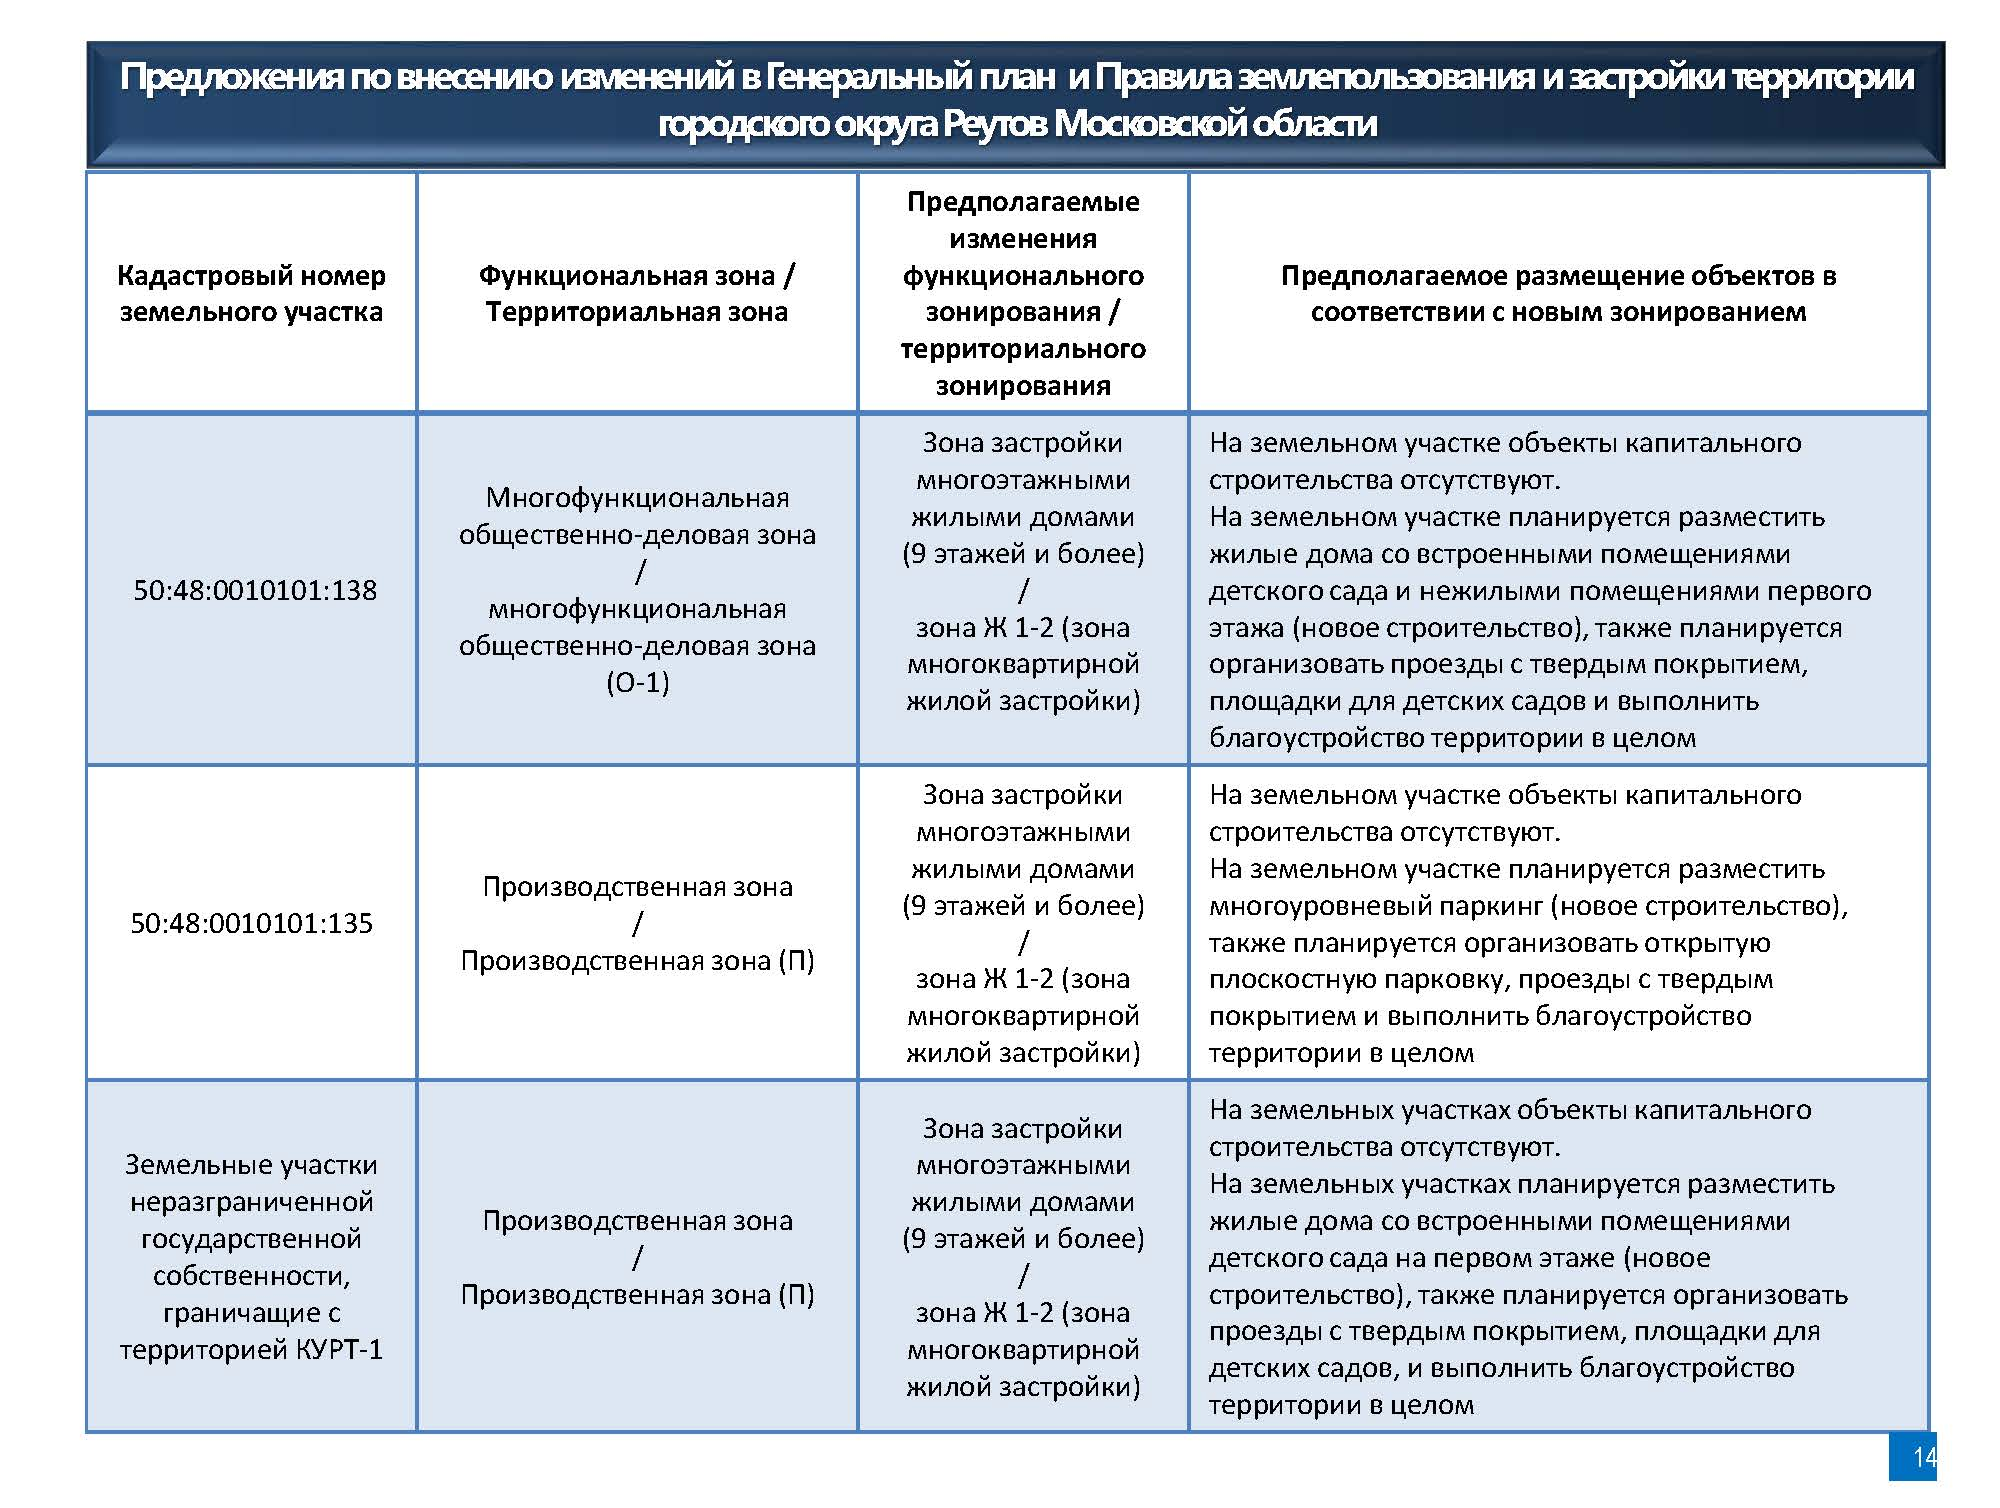 Предложения по внесению изменений в Генеральный план и Правила землепользования и застройки территории
городского округа Реутов Московской области
Кадастровый номер
земельного участка
Функциональная зона /
Территориальная зона
Предполагаемые
изменения
функционального
зонирования /
территориального
зонирования
Предполагаемое размещение объектов в
соответствии с новым зонированием
50:48:0010101:138
Многофункциональная
общественно-деловая зона
/
многофункциональная
общественно-деловая зона
(О-1)
Зона застройки
многоэтажными
жилыми домами
(9 этажей и более)
/
зона Ж 1-2 (зона
многоквартирной
жилой застройки)
На земельном участке объекты капитального
строительства отсутствуют.
На земельном участке планируется разместить
жилые дома со встроенными помещениями
детского сада и нежилыми помещениями первого
этажа (новое строительство), также планируется
организовать проезды с твердым покрытием,
площадки для детских садов и выполнить
благоустройство территории в целом
50:48:0010101:135
Производственная зона
/
Производственная зона (П)
Зона застройки
многоэтажными
жилыми домами
(9 этажей и более)
/
зона Ж 1-2 (зона
многоквартирной
жилой застройки)
На земельном участке объекты капитального
строительства отсутствуют.
На земельном участке планируется разместить
многоуровневый паркинг (новое строительство),
также планируется организовать открытую
плоскостную парковку, проезды с твердым
покрытием и выполнить благоустройство
территории в целом
Земельные участки
неразграниченной
государственной
собственности,
граничащие с
территорией КУРТ-1
Производственная зона
/
Производственная зона (П)
Зона застройки
многоэтажными
жилыми домами
(9 этажей и более)
/
зона Ж 1-2 (зона
многоквартирной
жилой застройки)
На земельных участках объекты капитального
строительства отсутствуют.
На земельных участках планируется разместить
жилые дома со встроенными помещениями
детского сада на первом этаже (новое
строительство), также планируется организовать
проезды с твердым покрытием, площадки для
детских садов, и выполнить благоустройство
территории в целом
14